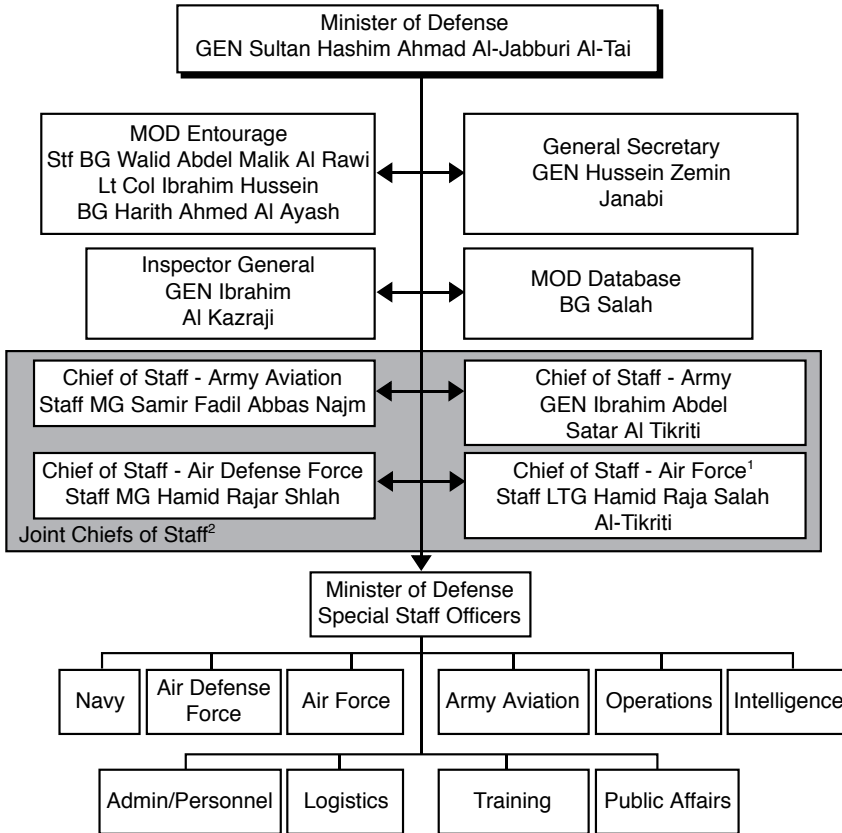 Minister of Defense
GEN Sultan Hashim Ahmad Al-Jabburi Al-Tai
MOD Entourage
Stf BG Walid Abdel Malik Al Rawi
Lt Col Ibrahim Hussein
BG Harith Ahmed Al Ayash
General Secretary
GEN Hussein Zemin
Janabi
Inspector General
GEN Ibrahim
Al Kazraji
MOD Database
BG Salah
Chief of Staff - Army Aviation
Staff MG Samir Fadil Abbas Najm
Chief of Staff - Army
GEN Ibrahim Abdel
Satar Al Tikriti
Chief of Staff - Air Defense Force
Staff MG Hamid Rajar Shlah
Chief of Staff - Air Force¹
Staff LTG Hamid Raja Salah
Al-Tikriti
Joint Chiefs of Staff²
Minister of Defense
Special Staff Officers
Navy
Air Defense
Force
Air Force
Army Aviation
Operations
Intelligence
Admin/Personnel
Logistics
Training
Public Affairs